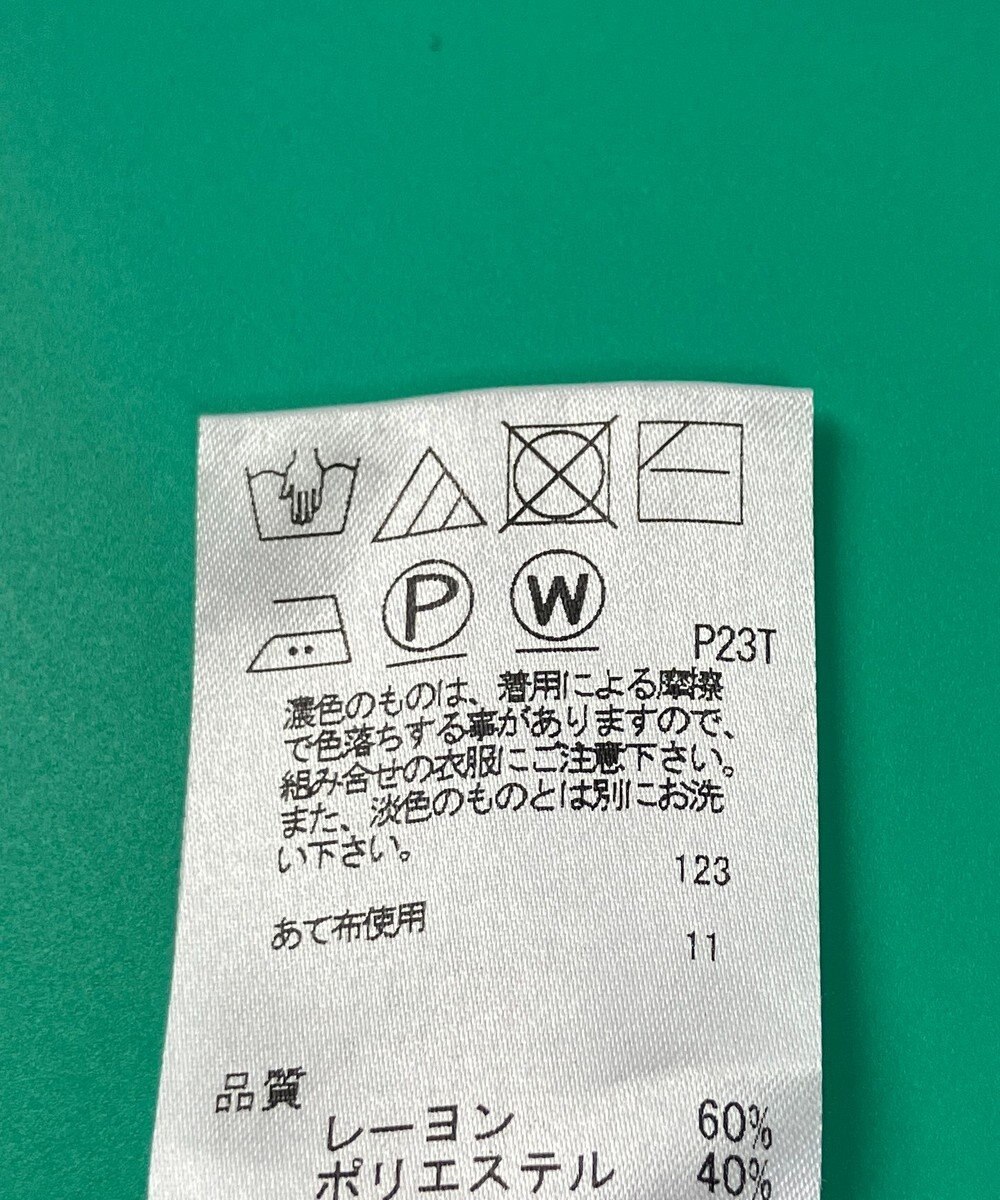 P W P23T
濃色のものは、着用による摩擦
で色落ちする事がありますので、
組み合せの衣服にご注意下さい。
また、淡色のものとは別にお洗
い下さい。
123
あて布使用
11
品質
レーヨン 60%
ポリエステル 40%